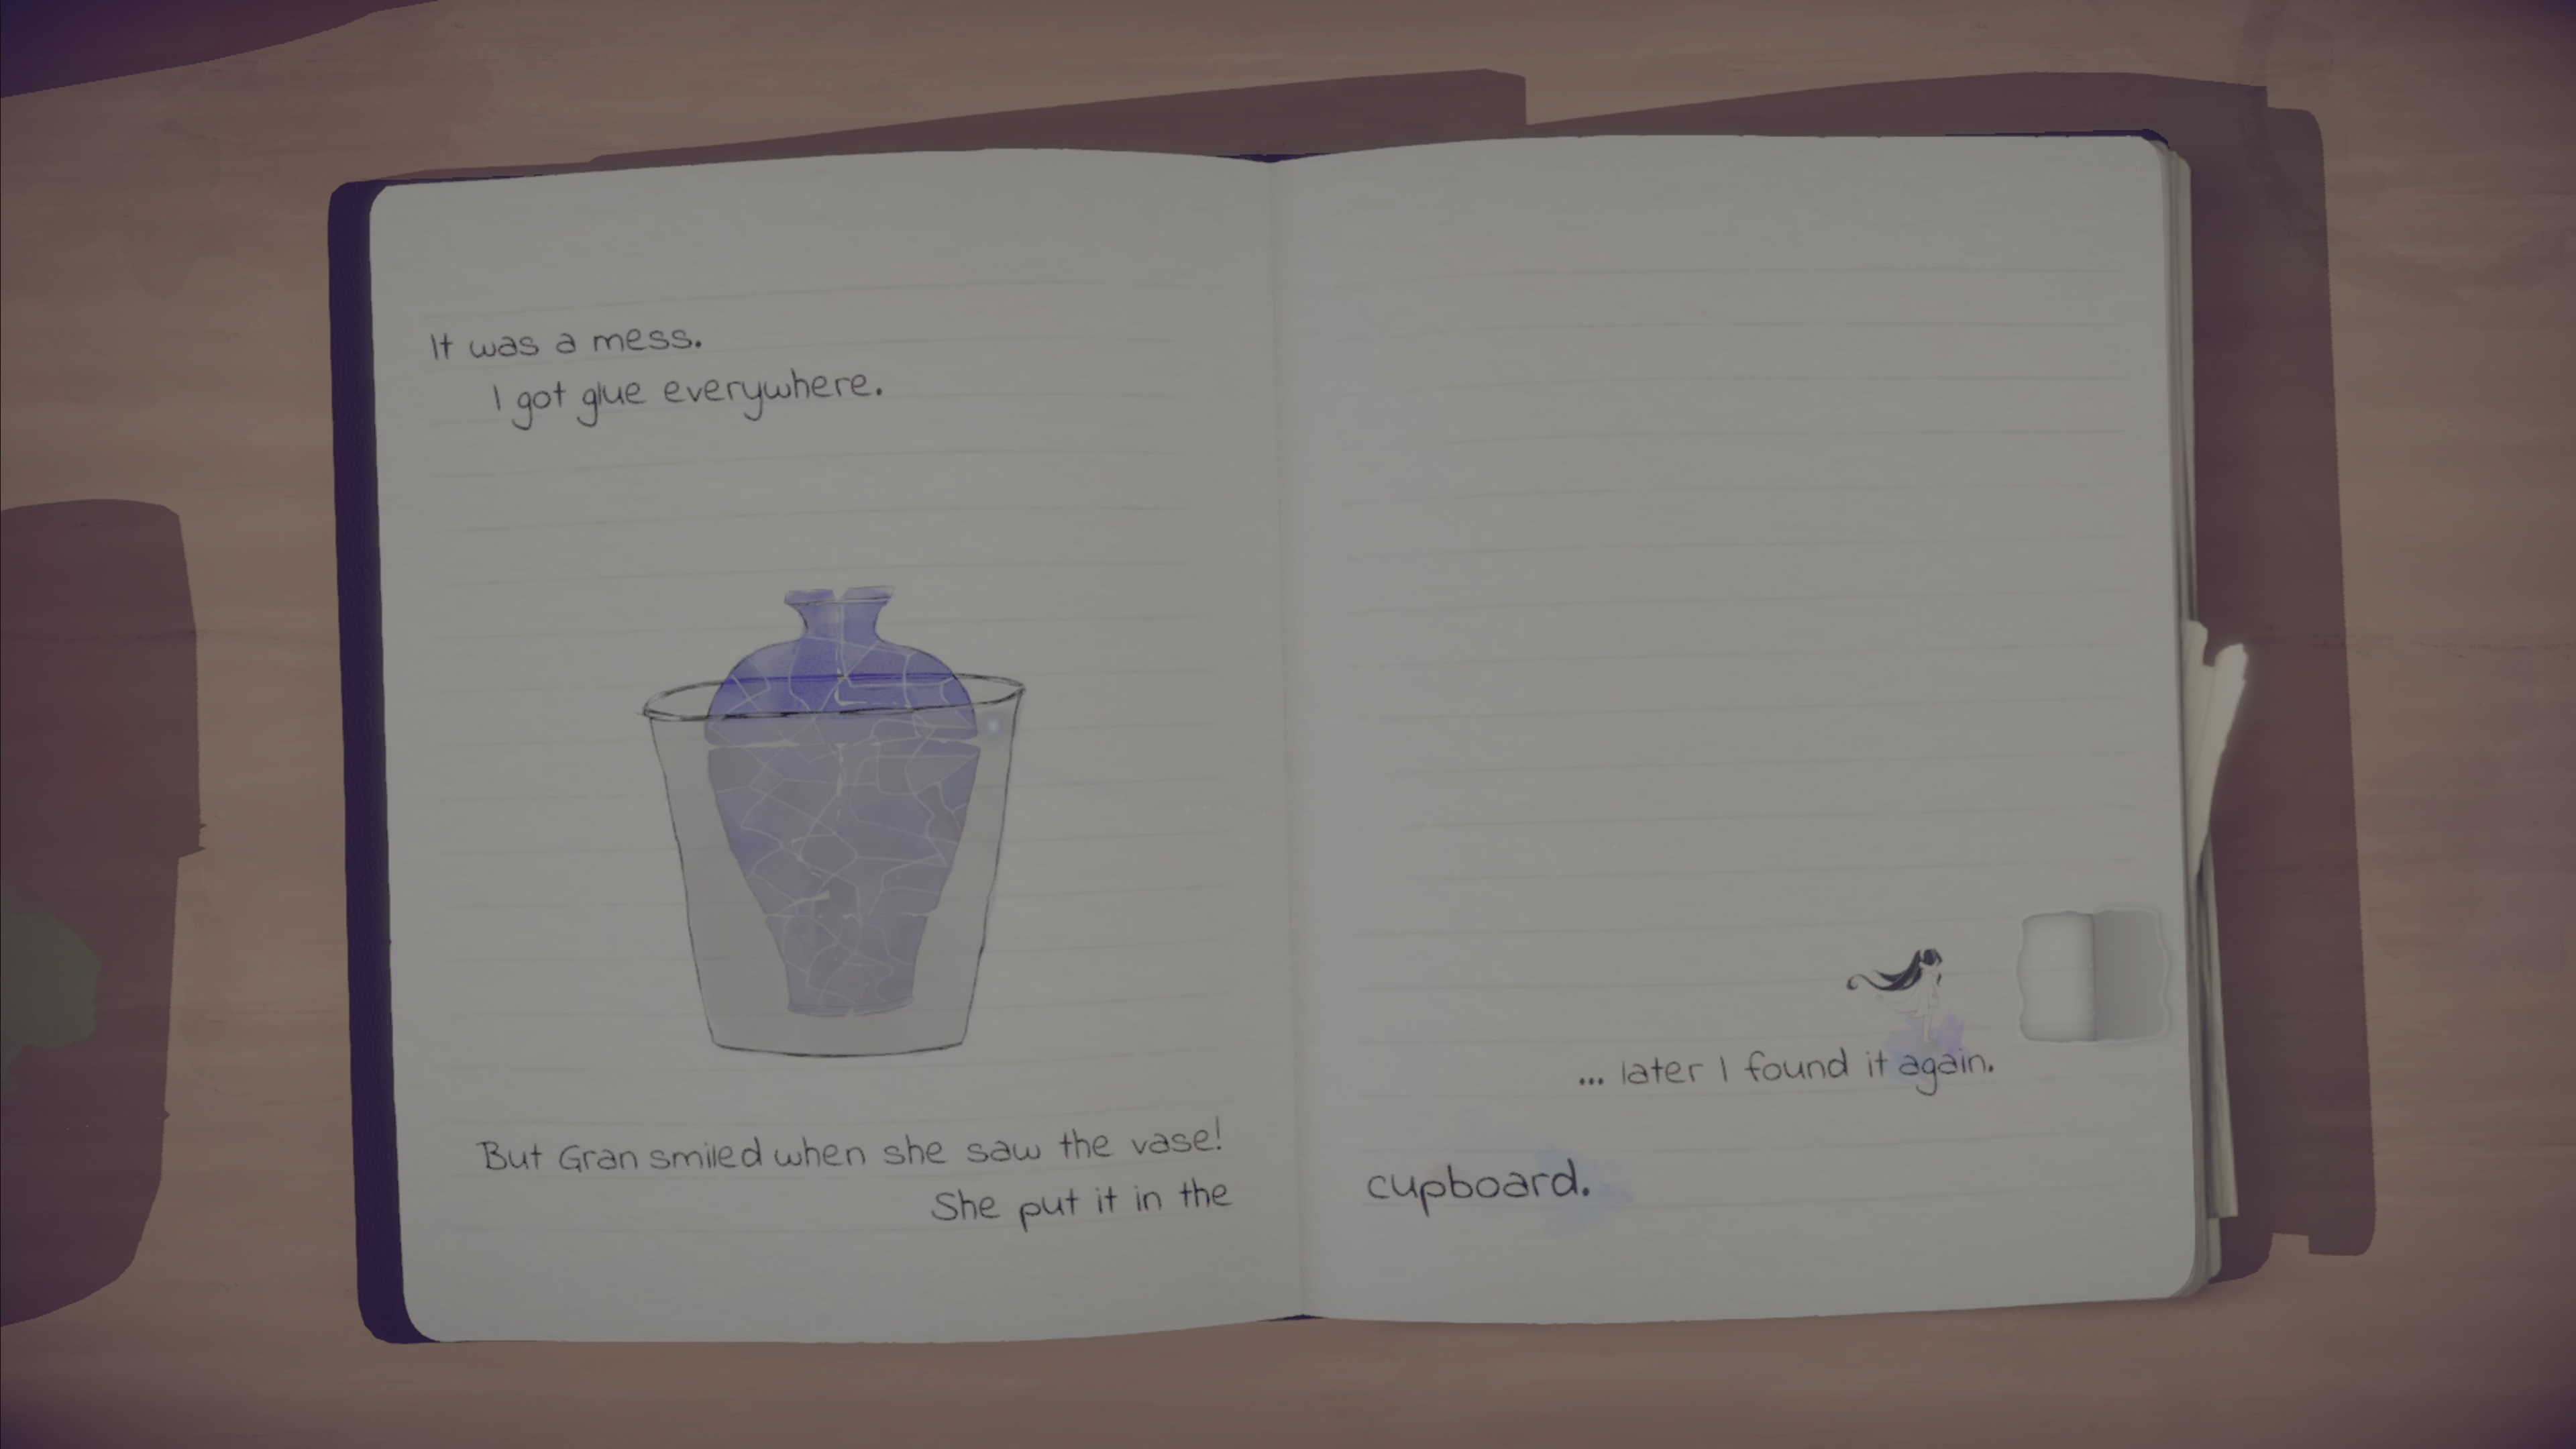 It was a mess.
I got glue everywhere.
But Gran smiled when she saw the vase!
She put it in the
cupboard.
... later I found it again.